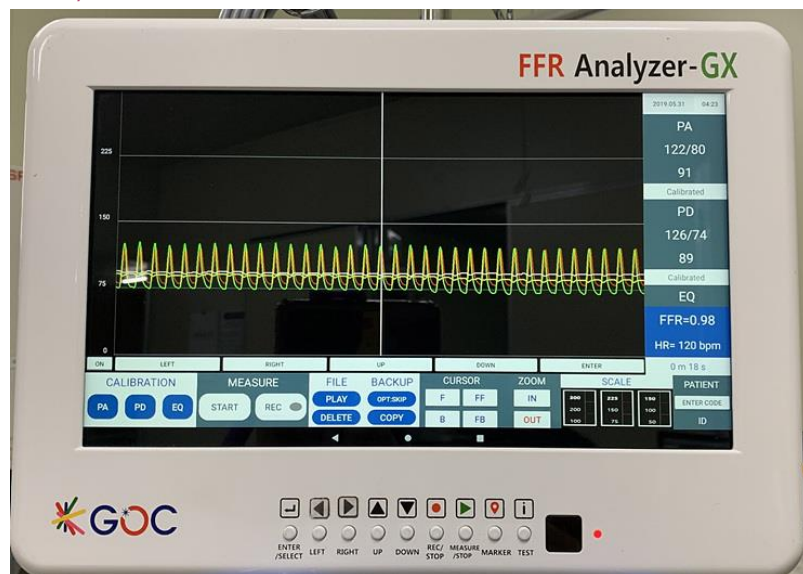 FFR Analyzer-GX
2019.05.31 04:23
PA
122/80
91
Calibrated
PD
126/74
89
Calibrated
EQ
FFR=0.98
HR= 120 bpm
0 m 18 s
225
150
75
0
ON LEFT RIGHT UP DOWN ENTER
CALIBRATION MEASURE FILE BACKUP CURSOR ZOOM SCALE PATIENT
PA PD EQ START REC PLAY OPT:SKIP F FF IN 300 225 150 ENTER CODE
200 150 100
DELETE COPY B FB OUT 100 75 50 ID
GOC
ENTER
/SELECT LEFT RIGHT UP DOWN REC/
STOP MEASURE
/STOP MARKER TEST